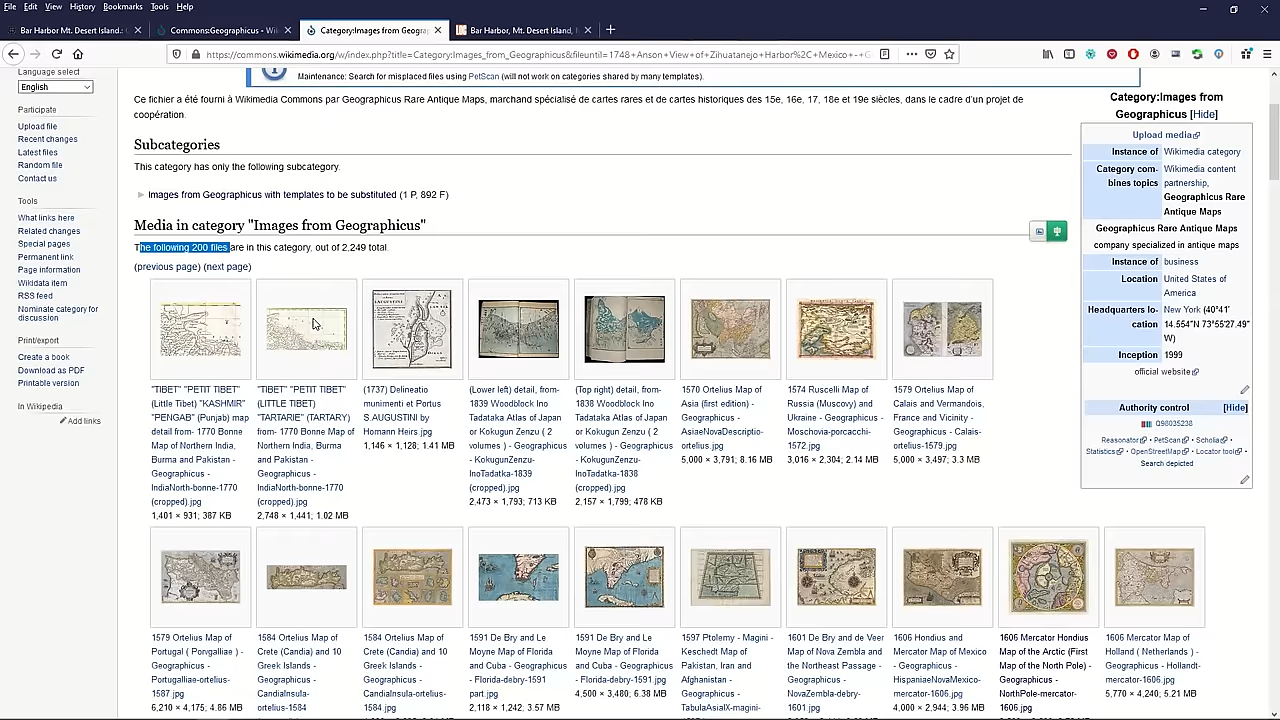 File Edit View History Bookmarks Tools Help
Bar Harbor Mt. Desert Island.: (
Commons:Geographicus - Wik
Category:Images from Geograp
Bar Harbor, Mt. Desert Island,
https://commons.wikimedia.org/w/index.php?title=Category:Images_from_Geographicus&fileuntil=1748+Anson+View+of+Zihuatanejo+Harbor%2C+Mexico+-+G
Language select
English
Participate
Upload file
Recent changes
Latest files
Random file
Contact us
Tools
What links here
Related changes
Special pages
Permanent link
Page information
Wikidata item
RSS feed
Nominate category for
discussion
Print/export
Create a book
Download as PDF
Printable version
In Wikipedia
Add links
Maintenance: Search for misplaced files using PetScan (will not work on categories shared by many templates).
Ce fichier a été fourni à Wikimedia Commons par Geographicus Rare Antique Maps, marchand spécialisé de cartes rares et de cartes historiques des 15e, 16e, 17, 18e et 19e siècles, dans le cadre d'un projet de
coopération.
Subcategories
This category has only the following subcategory.
Images from Geographicus with templates to be substituted (1 P, 892 F)
Media in category "Images from Geographicus"
The following 200 files are in this category, out of 2,249 total.
(previous page) (next page)
"TIBET" "PETIT TIBET"
(Little Tibet) "KASHMIR"
"PENGAB" (Punjab) map
detail from- 1770 Bonne
Map of Northern India,
Burma and Pakistan -
Geographicus -
IndiaNorth-bonne-1770
(cropped).jpg
1,401 × 931; 387 KB
"TIBET" "PETIT TIBET"
(LITTLE TIBET)
"TARTARIE" (TARTARY)
from- 1770 Bonne Map of
Northern India, Burma
and Pakistan -
Geographicus -
IndiaNorth-bonne-1770
(cropped).jpg
2,748 × 1,441; 1.02 MB
(1737) Delineatio
munimenti et Portus
S.AUGUSTINI by
Homann Heirs.jpg
1,146 × 1,128; 1.41 MB
(Lower left) detail, from-
1839 Woodblock Ino
Tadataka Atlas of Japan
or Kokugun Zenzu ( 2
volumes ) - Geographicus
- KokugunZenzu-
InoTadatka-1839
(cropped).jpg
2,473 × 1,793; 713 KB
(Top right) detail, from-
1838 Woodblock Ino
Tadataka Atlas of Japan
or Kokugun Zenzu ( 2
volumes ) - Geographicus
- KokugunZenzu-
InoTadatka-1838
(cropped).jpg
2,157 × 1,799; 478 KB
1570 Ortelius Map of
Asia (first edition) -
Geographicus -
AsiaeNovaDescriptio-
ortelius.jpg
5,000 × 3,791; 8.16 MB
1574 Ruscelli Map of
Russia (Muscovy) and
Ukraine - Geographicus -
Moschovia-porcacchi-
1572.jpg
3,016 × 2,304; 2.14 MB
1579 Ortelius Map of
Calais and Vermandois,
France and Vicinity -
Geographicus - Calais-
ortelius-1579.jpg
5,000 × 3,497; 3.3 MB
1579 Ortelius Map of
Portugal ( Porvgalliae ) -
Geographicus -
Portugalliae-ortelius-
1587.jpg
6,210 × 4,175; 4.86 MB
1584 Ortelius Map of
Crete (Candia) and 10
Greek Islands -
Geographicus -
CandiaInsula-
ortelius-1584
1584 Ortelius Map of
Crete (Candia) and 10
Greek Islands -
Geographicus -
CandiaInsula-ortelius-
1584.jpg
1591 De Bry and Le
Moyne Map of Florida
and Cuba - Geographicus
- Florida-debry-1591
part.jpg
2,118 × 1,242; 3.57 MB
1591 De Bry and Le
Moyne Map of Florida
and Cuba - Geographicus
- Florida-debry-1591.jpg
4,500 × 3,480; 6.38 MB
1597 Ptolemy - Magini -
Keschedt Map of
Pakistan, Iran and
Afghanistan -
Geographicus -
TabulaAsialX-magini-
1601 De Bry and de Veer
Map of Nova Zembla and
the Northeast Passage -
Geographicus -
NovaZembla-debry-
1601.jpg
1606 Hondius and
Mercator Map of Mexico
- Geographicus -
HispaniaeNovaMexico-
mercator-1606.jpg
4,000 × 2,944; 3.95 MB
1606 Mercator Hondius
Map of the Arctic (First
Map of the North Pole) -
Geographicus -
NorthPole-mercator-
1606.jpg
1606 Mercator Map of
Holland ( Netherlands ) -
Geographicus - Hollandt-
mercator-1606.jpg
5,770 × 4,240; 5.21 MB
Category:Images from
Geographicus [Hide]
Upload media
Instance of Wikimedia category
Category com- Wikimedia content
bines topics partnership,
Geographicus Rare
Antique Maps
Geographicus Rare Antique Maps
company specialized in antique maps
Instance of business
Location United States of
America
Headquarters lo- New York (40°41'
cation 14.554"N 73°55'27.49"
W)
Inception 1999
official website
Authority control [Hide]
Q98035238
Reasonator • PetScan • Scholia •
Statistics • OpenStreetMap • Locator tool •
Search depicted